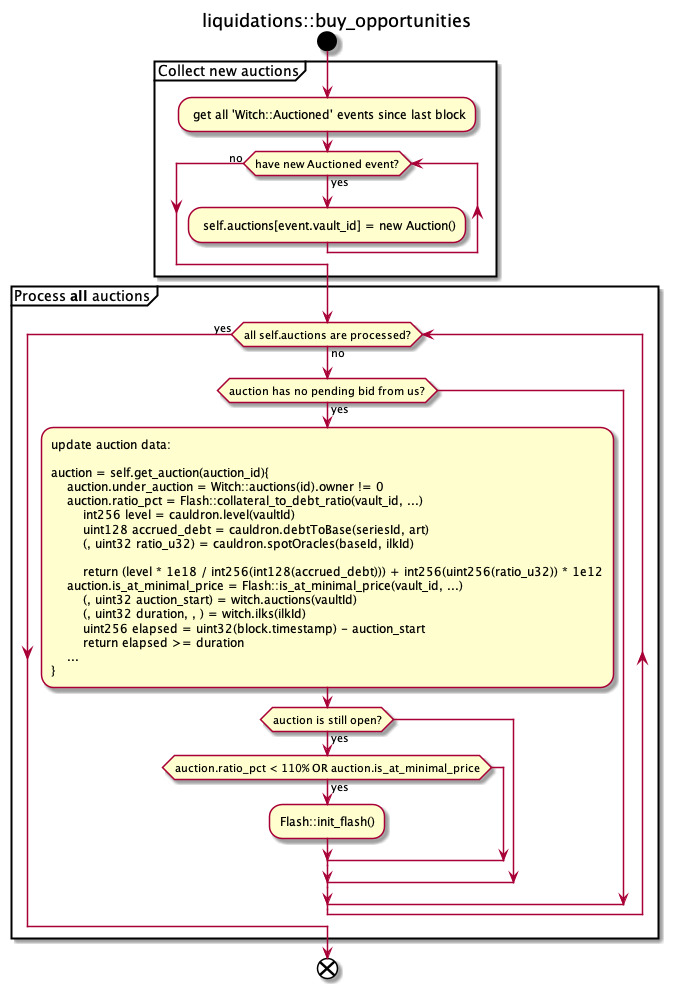 liquidations::buy_opportunities
Collect new auctions
get all 'Witch::Auctioned' events since last block
no
have new Auctioned event?
yes
self.auctions[event.vault_id] = new Auction()
Process all auctions
yes
all self.auctions are processed?
no
auction has no pending bid from us?
yes
update auction data:
auction = self.get_auction(auction_id){
auction.under_auction = Witch::auctions(id).owner != 0
auction.ratio_pct = Flash::collateral_to_debt_ratio(vault_id, ...)
int256 level = cauldron.level(vaultId)
uint128 accrued_debt = cauldron.debtToBase(seriesId, art)
(, uint32 ratio_u32) = cauldron.spotOracles(baseId, ilkId)
return (level * 1e18 / int256(int128(accrued_debt))) + int256(uint256(ratio_u32)) * 1e12
auction.is_at_minimal_price = Flash::is_at_minimal_price(vault_id, ...)
(, uint32 auction_start) = witch.auctions(vaultId)
(, uint32 duration, , ) = witch.ilks(ilkId)
uint256 elapsed = uint32(block.timestamp) - auction_start
return elapsed >= duration
...
}
auction is still open?
yes
auction.ratio_pct < 110% OR auction.is_at_minimal_price
yes
Flash::init_flash()